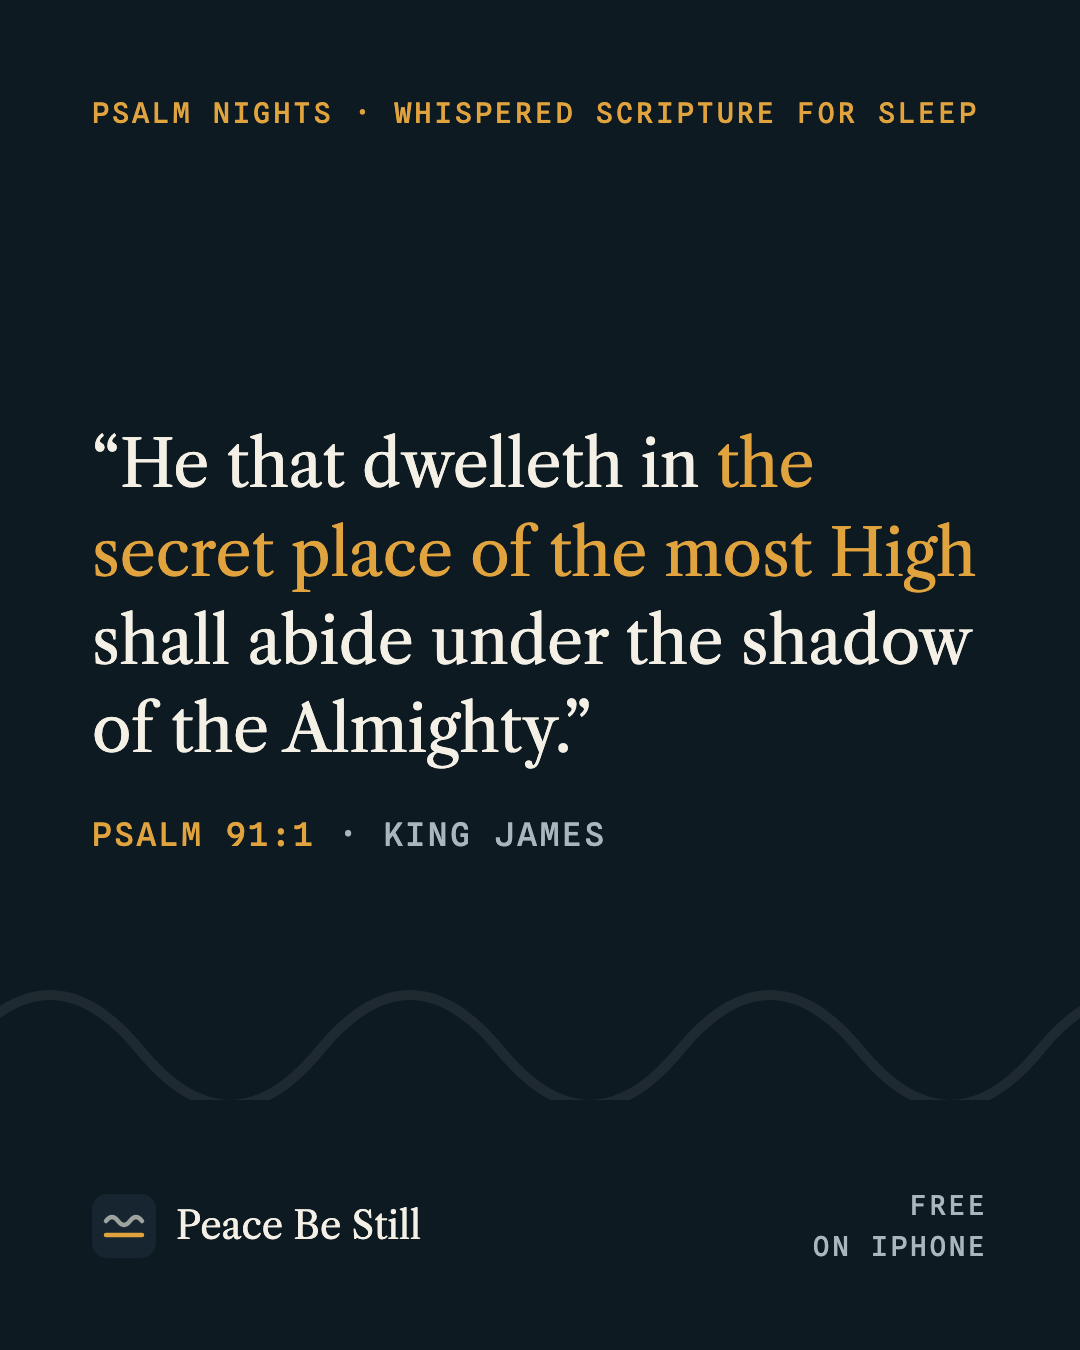 PSALM NIGHTS · WHISPERED SCRIPTURE FOR SLEEP
“He that dwelleth in the
secret place of the most High
shall abide under the shadow
of the Almighty.”
PSALM 91:1 · KING JAMES
Peace Be Still
FREE
ON IPHONE